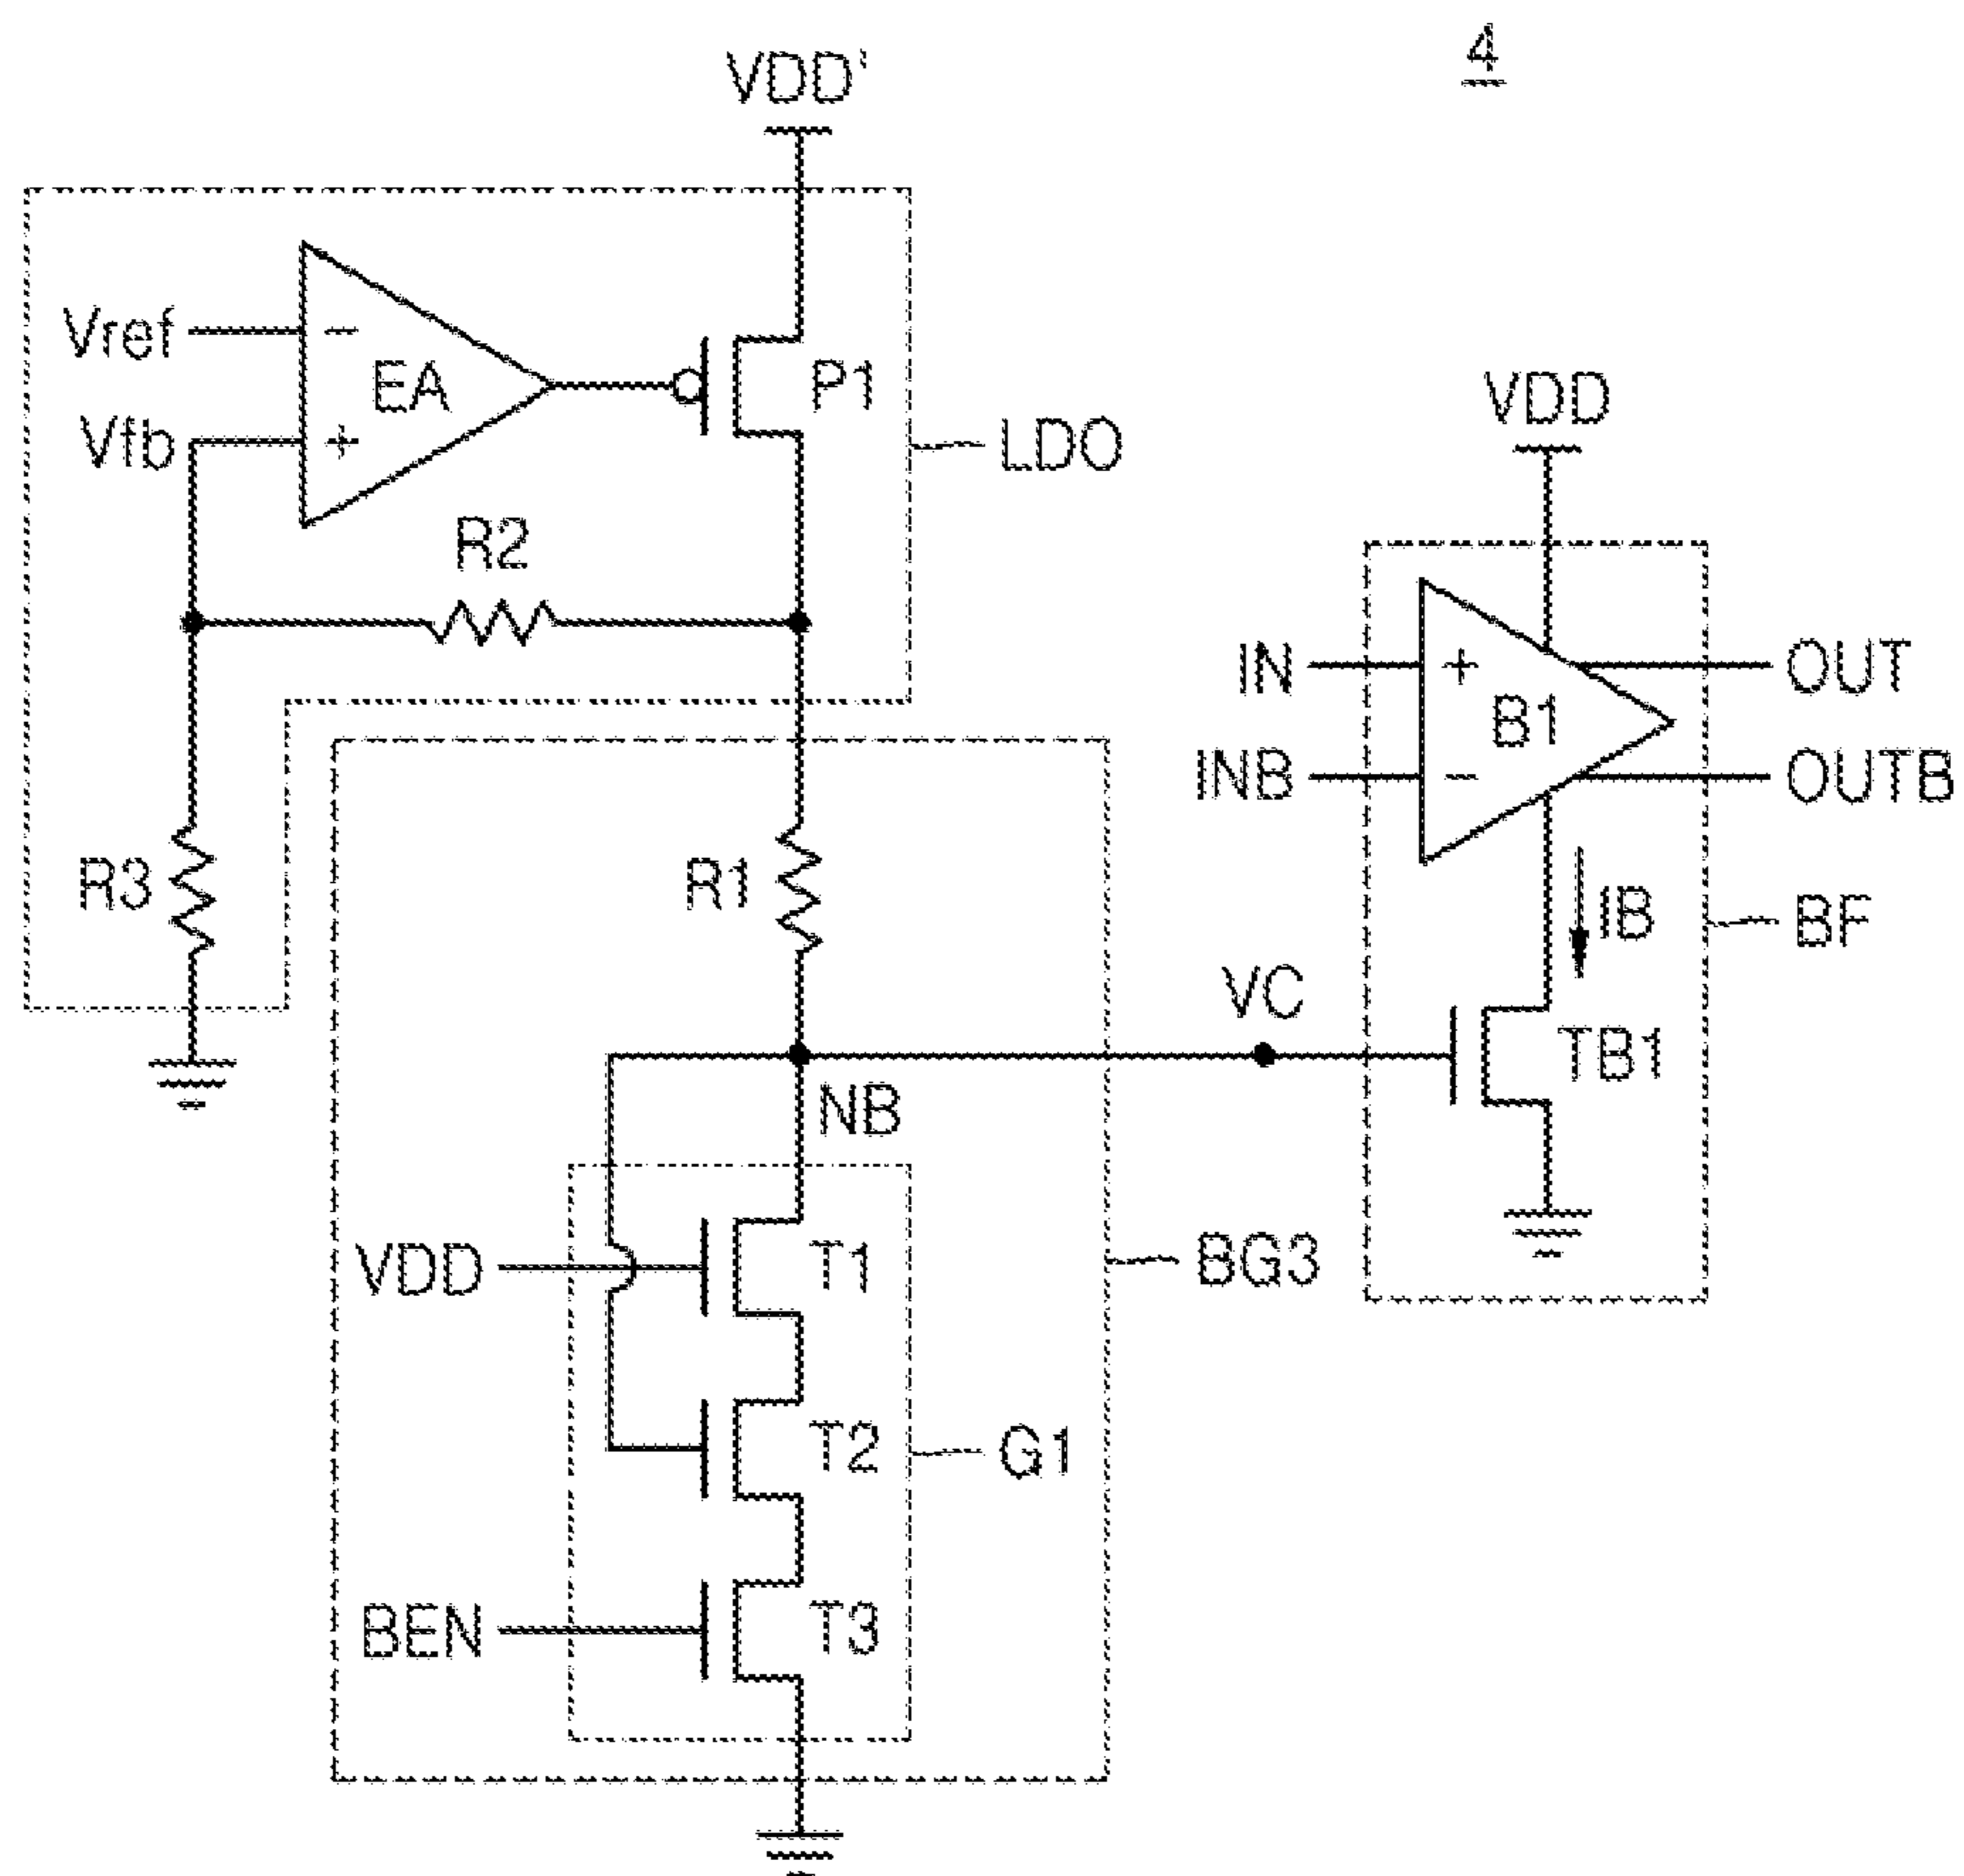 4
VDD'
Vref
−
EA
P1
Vfb
+
LDO
VDD
R2
IN
+
OUT
B1
INB
−
OUTB
R3
R1
IB
BF
VC
TB1
NB
VDD
T1
BG3
T2
G1
BEN
T3